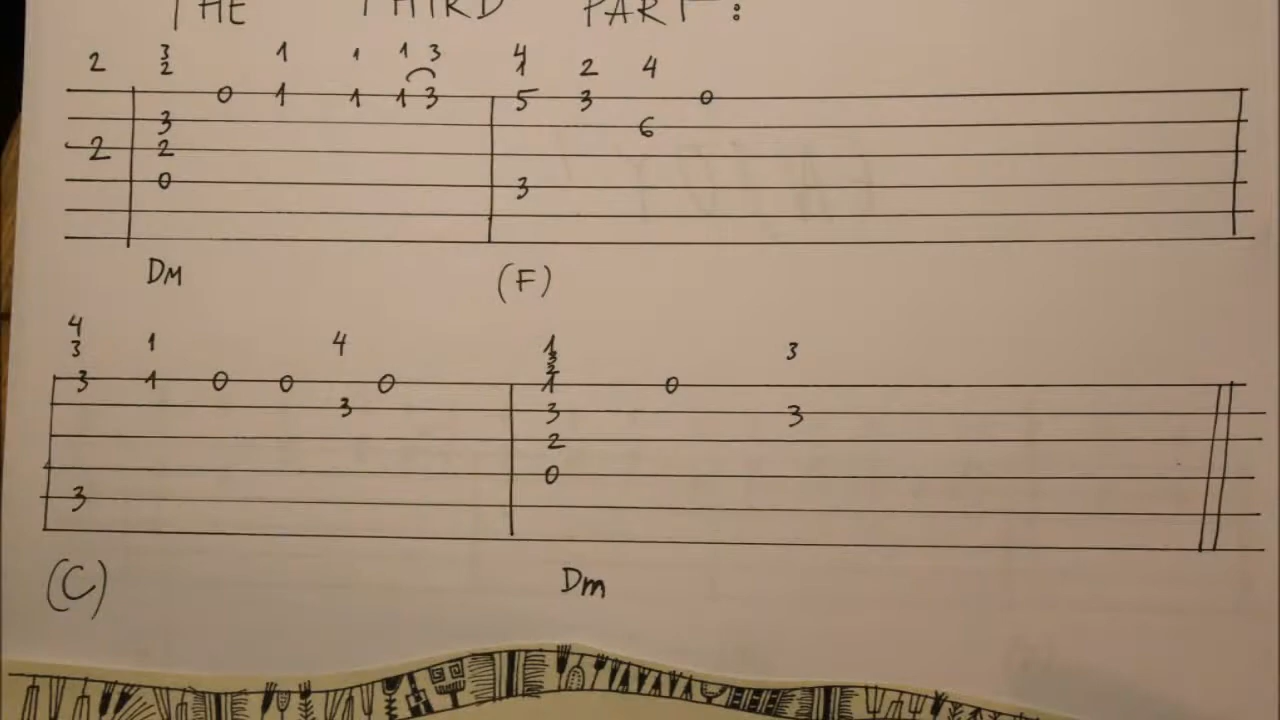 THE THIRD PART:
2 3 1 1 1 3 4 2 4
2 1
0 1 1 1 3 5 3 0
3 6
2 2
0 3
Dm (F)
4 1 4 1 3
3 3
2
3 1 0 0 0 1 0
3 3 3
2
0
3
(C) Dm